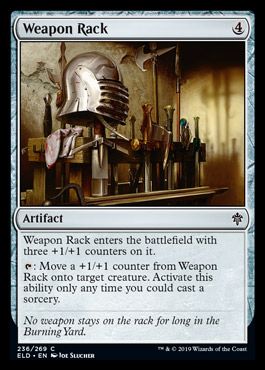 Weapon Rack 4
Artifact
Weapon Rack enters the battlefield with
three +1/+1 counters on it.
: Move a +1/+1 counter from Weapon
Rack onto target creature. Activate this
ability only any time you could cast a
sorcery.
No weapon stays on the rack for long in the
Burning Yard.
236/269 C
ELD • EN Joe Slucher
™ & © 2019 Wizards of the Coast